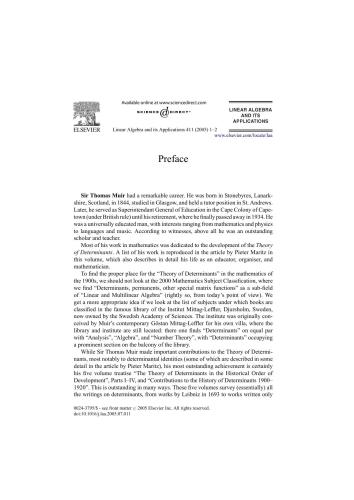 Available online at www.sciencedirect.com
SCIENCE DIRECT®
ELSEVIER
LINEAR ALGEBRA
AND ITS
APPLICATIONS
Linear Algebra and its Applications 411 (2005) 1–2
www.elsevier.com/locate/laa
Preface
Sir Thomas Muir had a remarkable career. He was born in Stonebyres, Lanark-
shire, Scotland, in 1844, studied in Glasgow, and held a tutor position in St. Andrews.
Later, he served as Superintendant General of Education in the Cape Colony of Cape-
town (under British rule) until his retirement, where he finally passed away in 1934. He
was a universally educated man, with interests ranging from mathematics and physics
to languages and music. According to witnesses, above all he was an outstanding
scholar and teacher.
Most of his work in mathematics was dedicated to the development of the Theory
of Determinants. A list of his work is reproduced in the article by Pieter Maritz in
this volume, which also describes in detail his life as an educator, organiser, and
mathematician.
To find the proper place for the “Theory of Determinants” in the mathematics of
the 1900s, we should not look at the 2000 Mathematics Subject Classification, where
we find “Determinants, permanents, other special matrix functions” as a sub-field
of “Linear and Multilinear Algebra” (rightly so, from today’s point of view). We
get a more appropriate idea if we look at the list of subjects under which books are
classified in the famous library of the Institut Mittag-Leffler, Djursholm, Sweden,
now owned by the Swedish Academy of Sciences. The institute was originally con-
ceived by Muir’s contemporary Gösta Mittag-Leffler for his own villa, where the
library and institute are still located: there one finds “Determinants” on equal par
with “Analysis”, “Algebra”, and “Number Theory”, with “Determinants” occupying
a prominent section on the balcony of the library.
While Sir Thomas Muir made important contributions to the Theory of Determi-
nants, most notably to determinantal identities (some of which are described in some
detail in the article by Pieter Maritz), his most outstanding achievement is certainly
his five volume treatise “The Theory of Determinants in the Historical Order of
Development”, Parts I–IV, and “Contributions to the History of Determinants 1900–
1920”. This is outstanding in many ways. These five volumes survey (essentially) all
the writings on determinants, from works by Leibniz in 1693 to works written only
0024-3795/$ - see front matter © 2005 Elsevier Inc. All rights reserved.
doi:10.1016/j.laa.2005.07.011